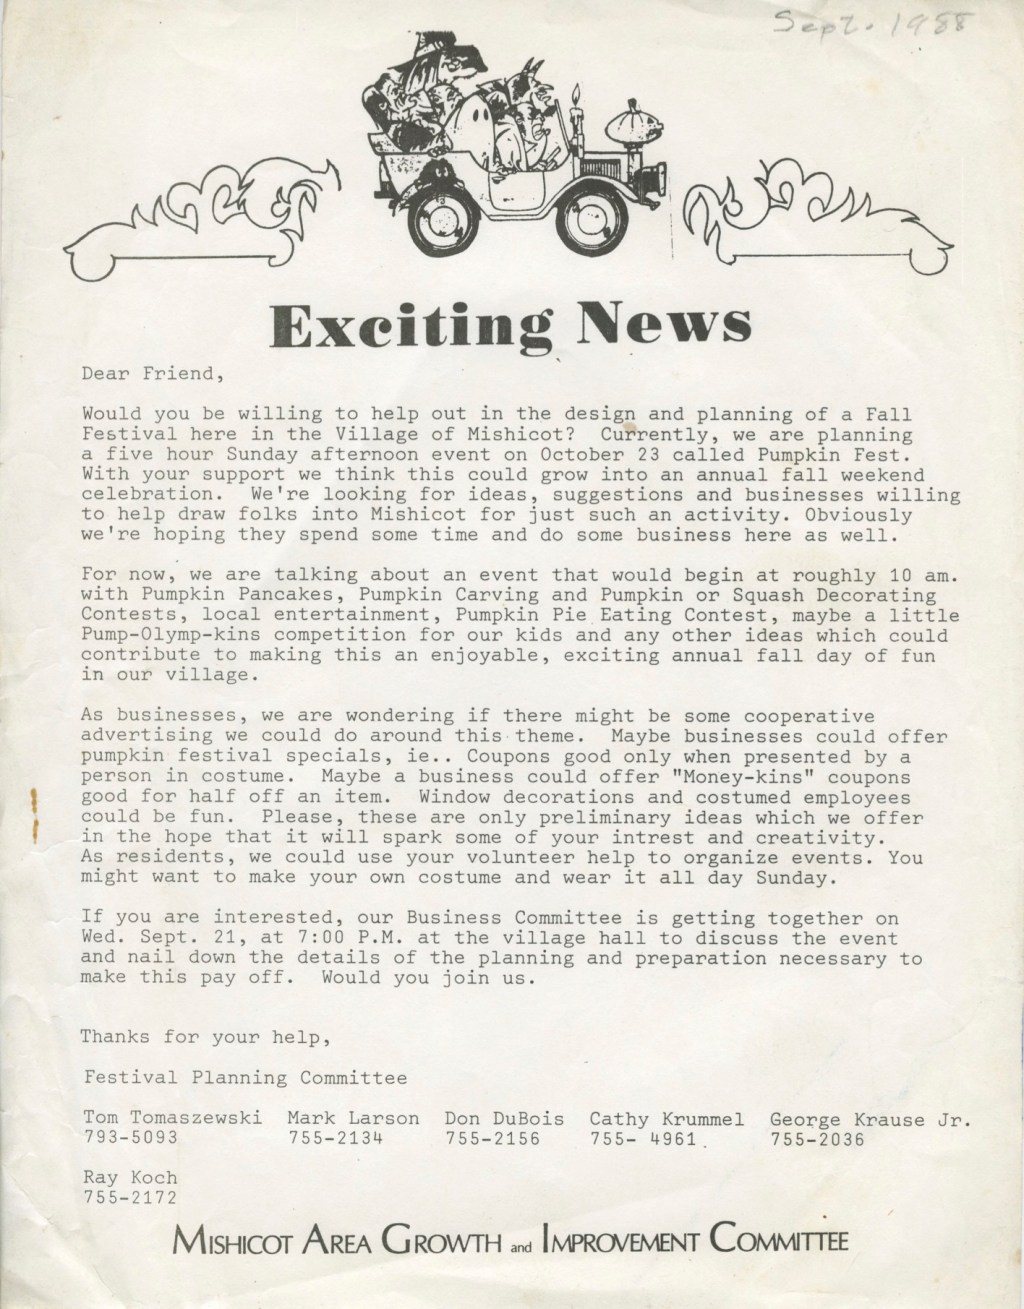 Sept. 1988
Exciting News
Dear Friend,
Would you be willing to help out in the design and planning of a Fall
Festival here in the Village of Mishicot?  Currently, we are planning
a five hour Sunday afternoon event on October 23 called Pumpkin Fest.
With your support we think this could grow into an annual fall weekend
celebration.  We're looking for ideas, suggestions and businesses willing
to help draw folks into Mishicot for just such an activity. Obviously
we're hoping they spend some time and do some business here as well.
For now, we are talking about an event that would begin at roughly 10 am.
with Pumpkin Pancakes, Pumpkin Carving and Pumpkin or Squash Decorating
Contests, local entertainment, Pumpkin Pie Eating Contest, maybe a little
Pump-Olymp-kins competition for our kids and any other ideas which could
contribute to making this an enjoyable, exciting annual fall day of fun
in our village.
As businesses, we are wondering if there might be some cooperative
advertising we could do around this theme.  Maybe businesses could offer
pumpkin festival specials, ie.. Coupons good only when presented by a
person in costume.  Maybe a business could offer "Money-kins" coupons
good for half off an item.  Window decorations and costumed employees
could be fun.  Please, these are only preliminary ideas which we offer
in the hope that it will spark some of your intrest and creativity.
As residents, we could use your volunteer help to organize events. You
might want to make your own costume and wear it all day Sunday.
If you are interested, our Business Committee is getting together on
Wed. Sept. 21, at 7:00 P.M. at the village hall to discuss the event
and nail down the details of the planning and preparation necessary to
make this pay off.  Would you join us.
Thanks for your help,
Festival Planning Committee
Tom Tomaszewski  Mark Larson  Don DuBois  Cathy Krummel  George Krause Jr.
793-5093  755-2134  755-2156  755- 4961  755-2036
Ray Koch
755-2172
MISHICOT AREA GROWTH and IMPROVEMENT COMMITTEE